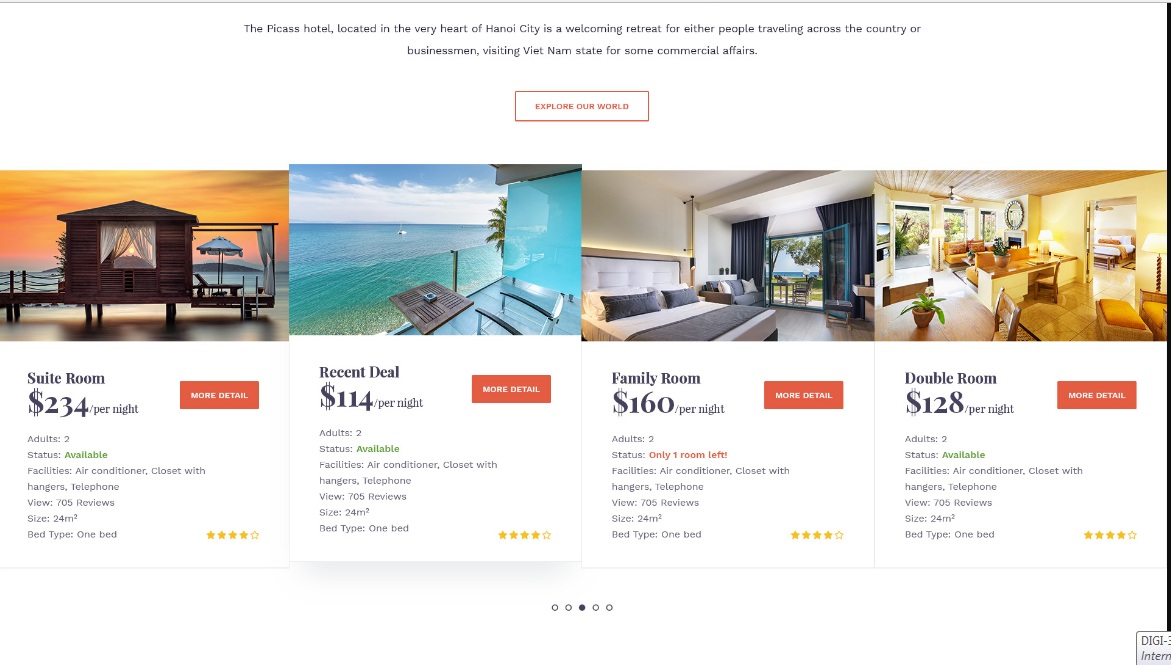 The Picass hotel, located in the very heart of Hanoi City is a welcoming retreat for either people traveling across the country or
businessmen, visiting Viet Nam state for some commercial affairs.
EXPLORE OUR WORLD
Suite Room
$234/per night
MORE DETAIL
Adults: 2
Status: Available
Facilities: Air conditioner, Closet with
hangers, Telephone
View: 705 Reviews
Size: 24m²
Bed Type: One bed
Recent Deal
$114/per night
MORE DETAIL
Adults: 2
Status: Available
Facilities: Air conditioner, Closet with
hangers, Telephone
View: 705 Reviews
Size: 24m²
Bed Type: One bed
Family Room
$160/per night
MORE DETAIL
Adults: 2
Status: Only 1 room left!
Facilities: Air conditioner, Closet with
hangers, Telephone
View: 705 Reviews
Size: 24m²
Bed Type: One bed
Double Room
$128/per night
MORE DETAIL
Adults: 2
Status: Available
Facilities: Air conditioner, Closet with
hangers, Telephone
View: 705 Reviews
Size: 24m²
Bed Type: One bed
DIGI-
Intern